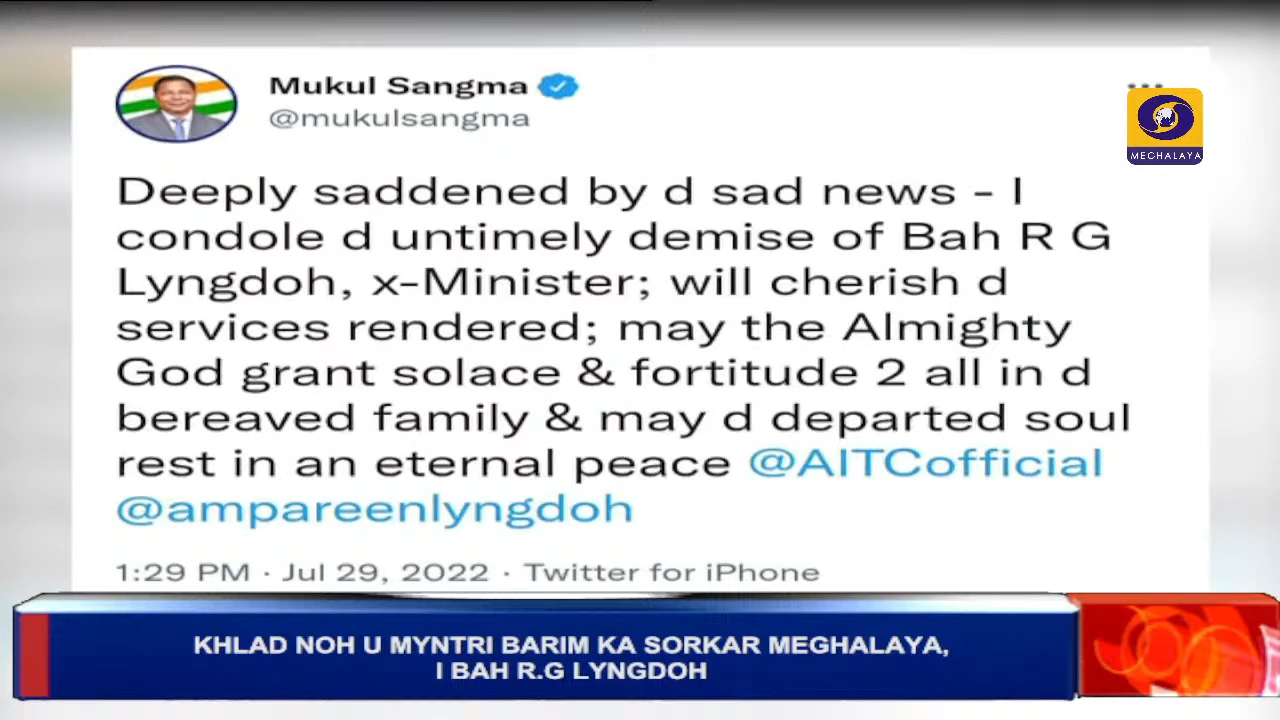 Mukul Sangma
@mukulsangma
MEGHALAYA
Deeply saddened by d sad news - I
condole d untimely demise of Bah R G
Lyngdoh, x-Minister; will cherish d
services rendered; may the Almighty
God grant solace & fortitude 2 all in d
bereaved family & may d departed soul
rest in an eternal peace @AITCofficial
@ampareenlyngdoh
1:29 PM · Jul 29, 2022 · Twitter for iPhone
KHLAD NOH U MYNTRI BARIM KA SORKAR MEGHALAYA,
I BAH R.G LYNGDOH